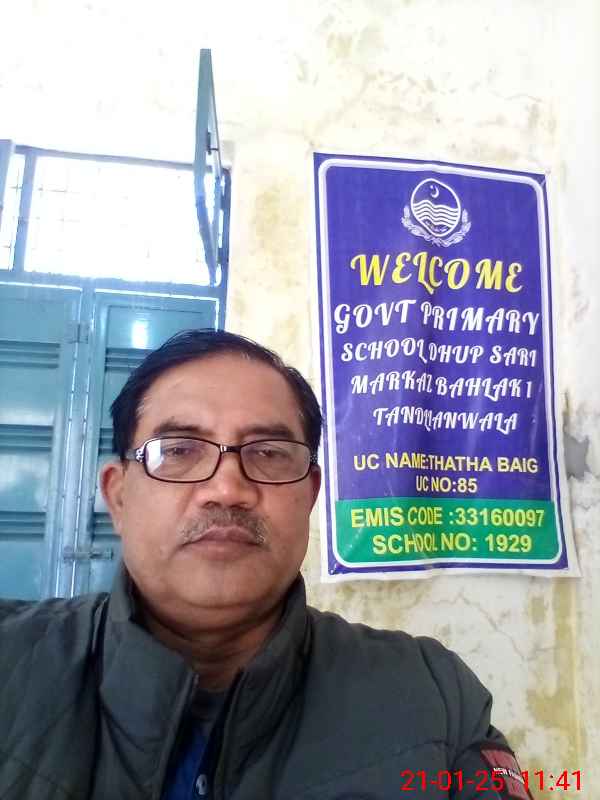 WELCOME
GOVT PRIMARY
SCHOOL DHUP SARI
MARKAZ BAHLAK 1
TANDLIANWALA
UC NAME:THATHA BAIG
UC NO:85
EMIS CODE :33160097
SCHOOL NO: 1929
21-01-25 11:41